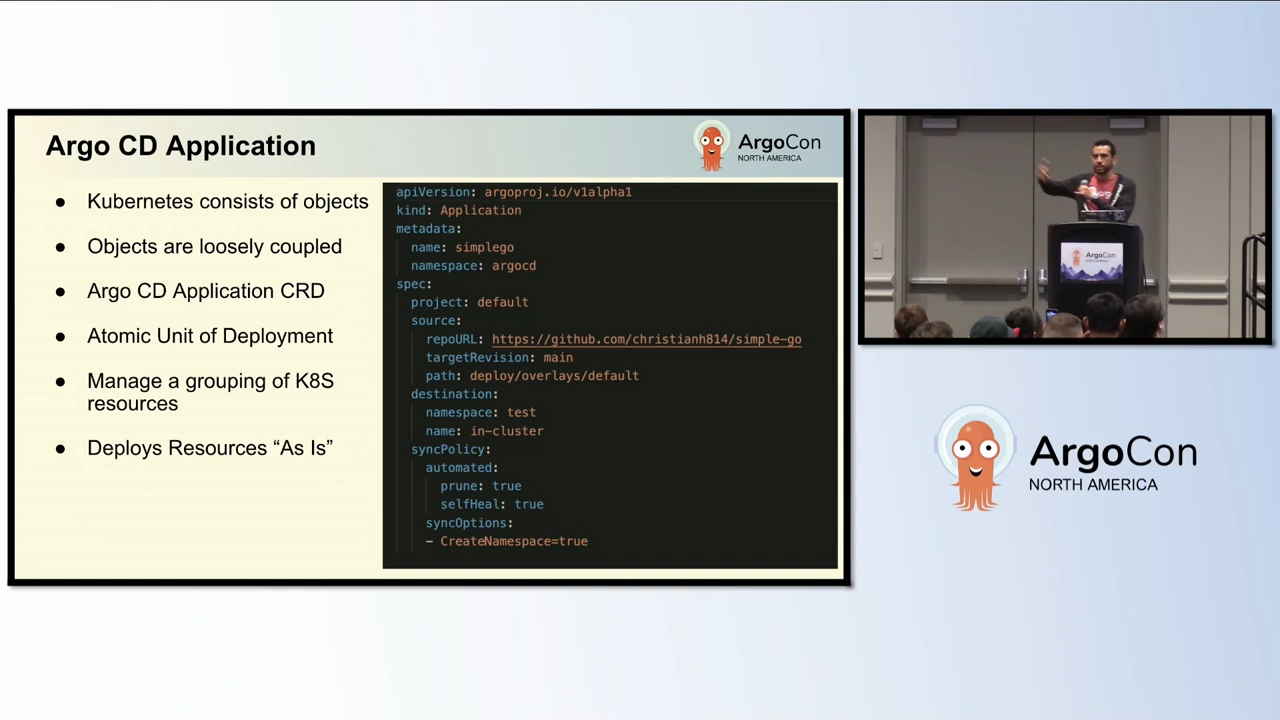 Argo CD Application
ArgoCon
NORTH AMERICA
● Kubernetes consists of objects
● Objects are loosely coupled
● Argo CD Application CRD
● Atomic Unit of Deployment
● Manage a grouping of K8S
resources
● Deploys Resources “As Is”
apiVersion: argoproj.io/v1alpha1
kind: Application
metadata:
  name: simplego
  namespace: argocd
spec:
  project: default
  source:
    repoURL: https://github.com/christianh814/simple-go
    targetRevision: main
    path: deploy/overlays/default
  destination:
    namespace: test
    name: in-cluster
  syncPolicy:
    automated:
      prune: true
      selfHeal: true
    syncOptions:
    - CreateNamespace=true
ArgoCon
NORTH AMERICA
ArgoCon
NORTH AMERICA